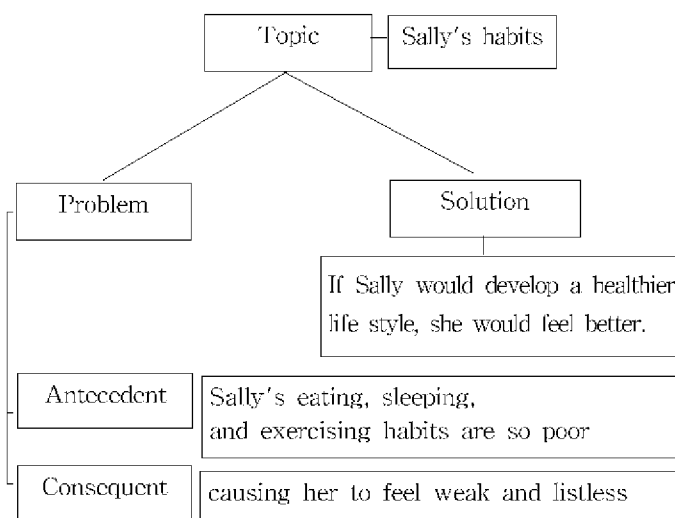 Topic
Sally's habits
Problem
Solution
If Sally would develop a healthier
life style, she would feel better.
Antecedent
Sally's eating, sleeping,
and exercising habits are so poor
Consequent
causing her to feel weak and listless